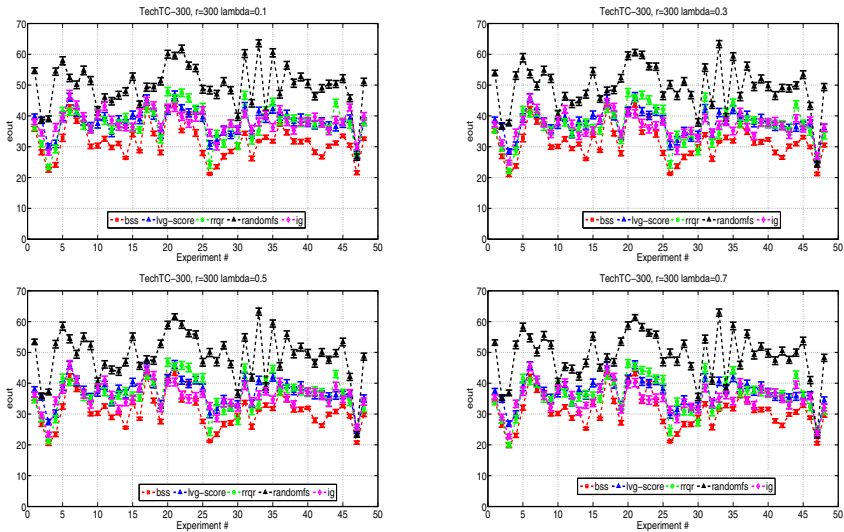 TechTC-300, r=300 lambda=0.1
70
60
50
40
30
20
10
0
eout
bss lvg-score rrqr randomfs ig
0 5 10 15 20 25 30 35 40 45 50
Experiment #
TechTC-300, r=300 lambda=0.3
70
60
50
40
30
20
10
0
eout
bss lvg-score rrqr randomfs ig
0 5 10 15 20 25 30 35 40 45 50
Experiment #
TechTC-300, r=300 lambda=0.5
70
60
50
40
30
20
10
0
eout
bss lvg-score rrqr randomfs ig
0 5 10 15 20 25 30 35 40 45 50
Experiment #
TechTC-300, r=300 lambda=0.7
70
60
50
40
30
20
10
0
eout
bss lvg-score rrqr randomfs ig
0 5 10 15 20 25 30 35 40 45 50
Experiment #